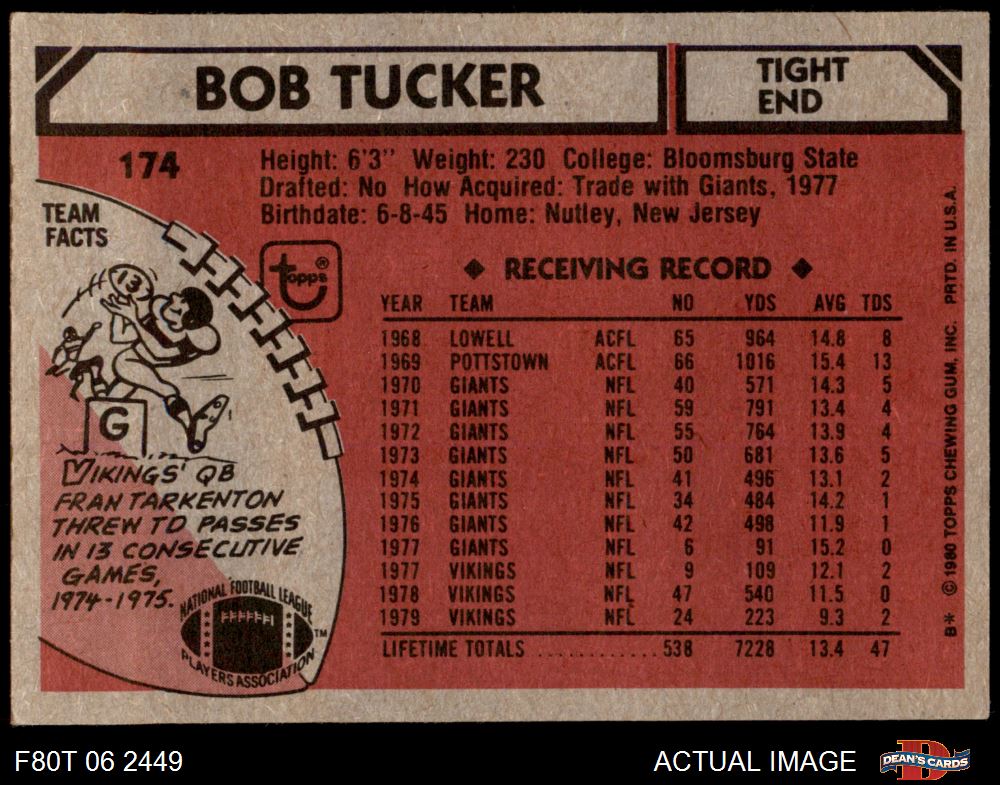 BOB TUCKER
TIGHT
END
174
Height: 6'3" Weight: 230 College: Bloomsburg State
Drafted: No How Acquired: Trade with Giants, 1977
Birthdate: 6-8-45 Home: Nutley, New Jersey
TEAM
FACTS
13
G
VIKINGS' QB
FRAN TARKENTON
THREW TD PASSES
IN 13 CONSECUTIVE
GAMES,
1974-1975.
NATIONAL FOOTBALL LEAGUE
PLAYERS ASSOCIATION
TM
topps®
◆ RECEIVING RECORD ◆
YEAR TEAM NO YDS AVG TDS
1968 LOWELL ACFL 65 964 14.8 8
1969 POTTSTOWN ACFL 66 1016 15.4 13
1970 GIANTS NFL 40 571 14.3 5
1971 GIANTS NFL 59 791 13.4 4
1972 GIANTS NFL 55 764 13.9 4
1973 GIANTS NFL 50 681 13.6 5
1974 GIANTS NFL 41 496 13.1 2
1975 GIANTS NFL 34 484 14.2 1
1976 GIANTS NFL 42 498 11.9 1
1977 GIANTS NFL 6 91 15.2 0
1977 VIKINGS NFL 9 109 12.1 2
1978 VIKINGS NFL 47 540 11.5 0
1979 VIKINGS NFL 24 223 9.3 2
LIFETIME TOTALS ............ 538 7228 13.4 47
B* ©1980 TOPPS CHEWING GUM, INC. PRTD. IN U.S.A.
F80T 06 2449
ACTUAL IMAGE
D
DEAN'S CARDS